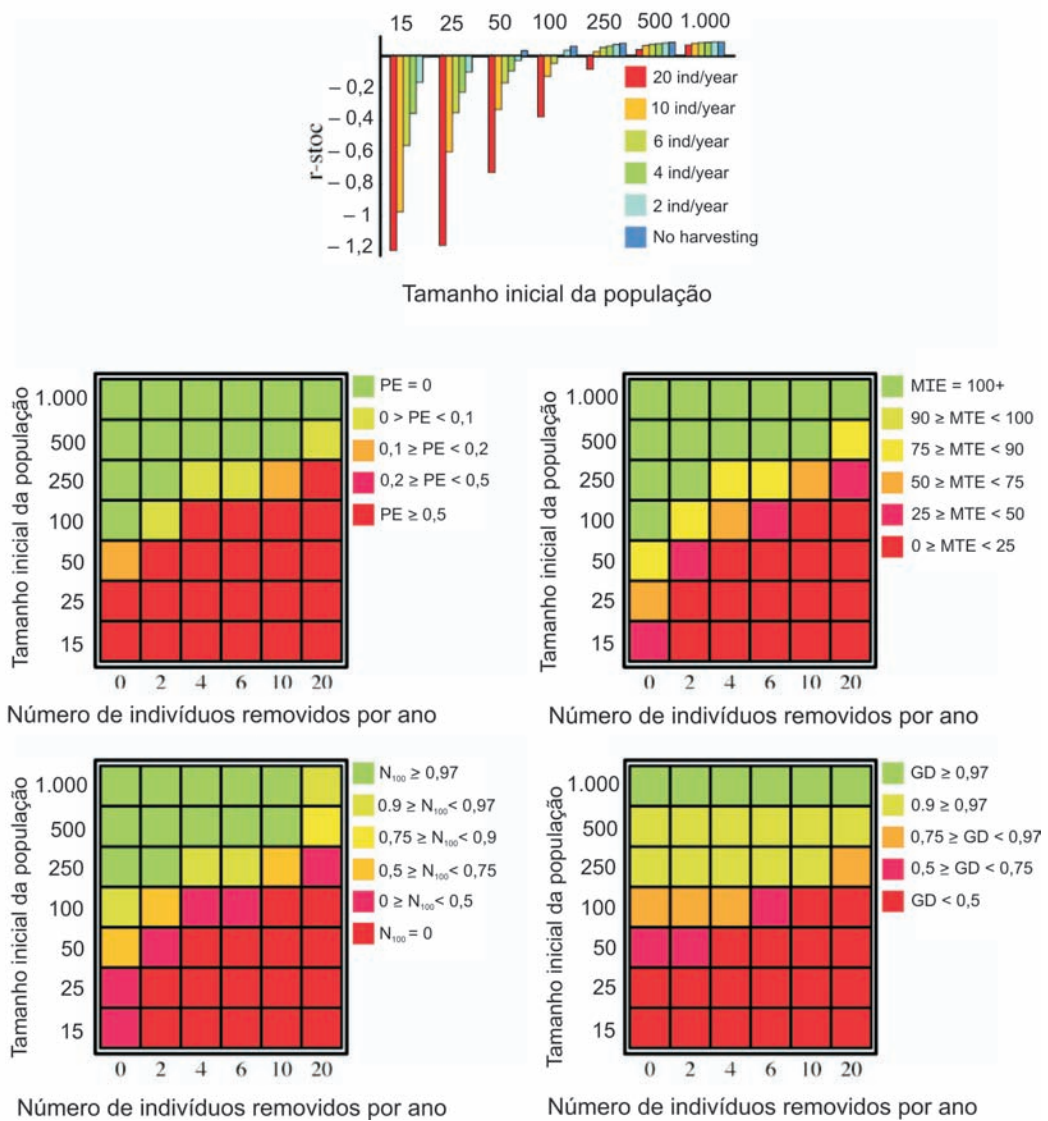 15 25 50 100 250 500 1.000
– 0,2
– 0,4
– 0,6
– 0,8
– 1
– 1,2
r-stoc
20 ind/year
10 ind/year
6 ind/year
4 ind/year
2 ind/year
No harvesting
Tamanho inicial da população
Tamanho inicial da população
1.000
500
250
100
50
25
15
0 2 4 6 10 20
Número de indivíduos removidos por ano
PE = 0
0 > PE < 0,1
0,1 ≥ PE < 0,2
0,2 ≥ PE < 0,5
PE ≥ 0,5
Tamanho inicial da população
1.000
500
250
100
50
25
15
0 2 4 6 10 20
Número de indivíduos removidos por ano
MTE = 100+
90 ≥ MTE < 100
75 ≥ MTE < 90
50 ≥ MTE < 75
25 ≥ MTE < 50
0 ≥ MTE < 25
Tamanho inicial da população
1.000
500
250
100
50
25
15
0 2 4 6 10 20
Número de indivíduos removidos por ano
N₁₀₀ ≥ 0,97
0.9 ≥ N₁₀₀ < 0,97
0,75 ≥ N₁₀₀ < 0,9
0,5 ≥ N₁₀₀ < 0,75
0 ≥ N₁₀₀ < 0,5
N₁₀₀ = 0
Tamanho inicial da população
1.000
500
250
100
50
25
15
0 2 4 6 10 20
Número de indivíduos removidos por ano
GD ≥ 0,97
0.9 ≥ 0,97
0,75 ≥ GD < 0,97
0,5 ≥ GD < 0,75
GD < 0,5